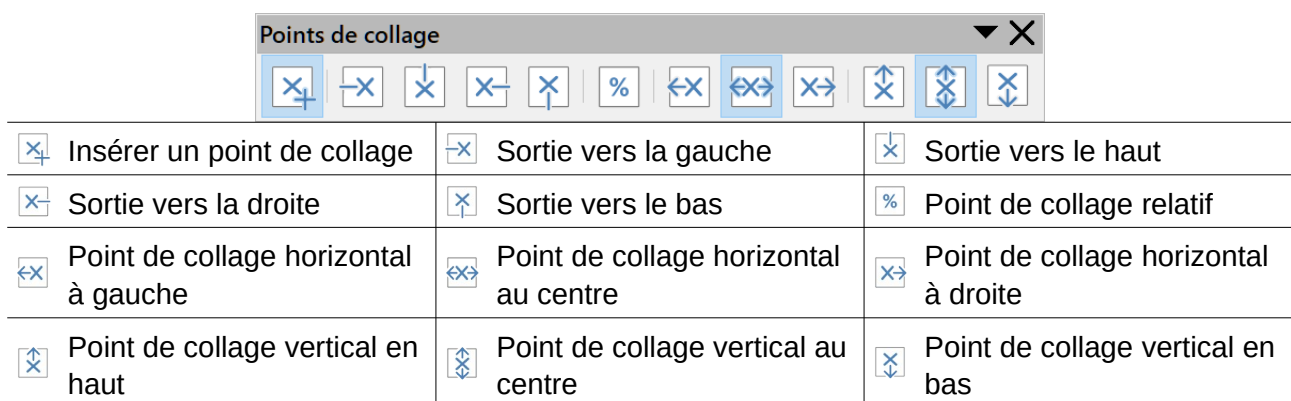 Points de collage
Insérer un point de collage
Sortie vers la gauche
Sortie vers le haut
Sortie vers la droite
Sortie vers le bas
%
Point de collage relatif
Point de collage horizontal
à gauche
Point de collage horizontal
au centre
Point de collage horizontal
à droite
Point de collage vertical en
haut
Point de collage vertical au
centre
Point de collage vertical en
bas